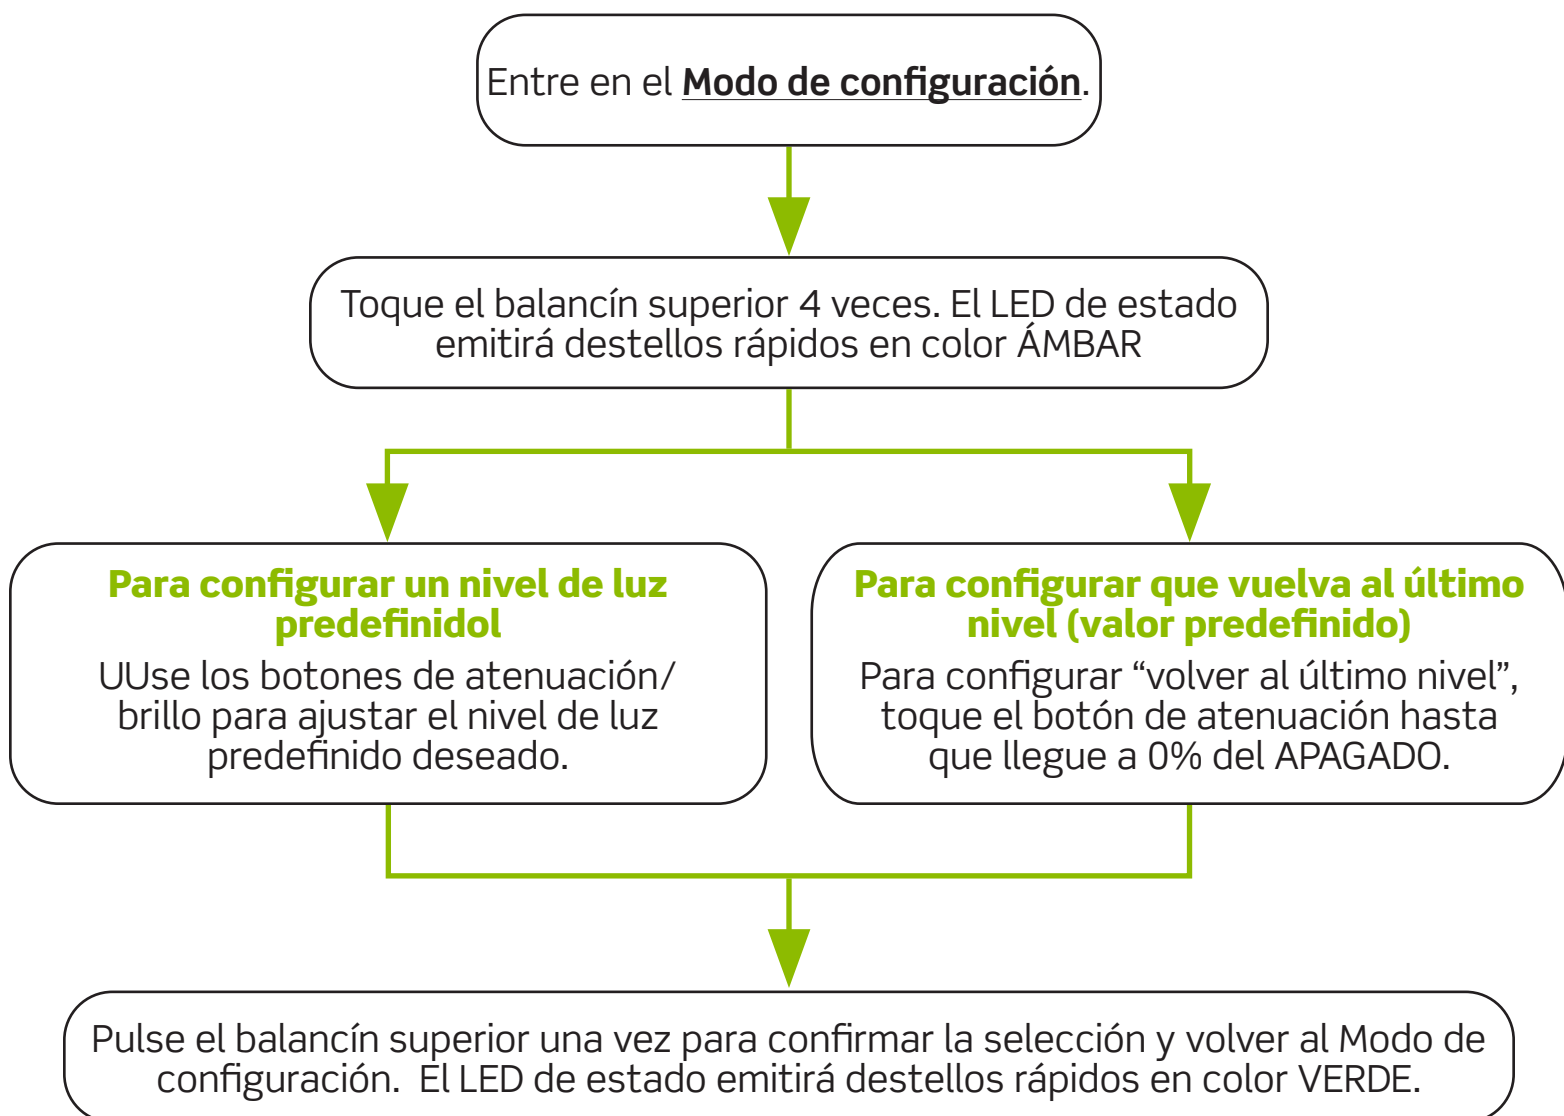 Entre en el Modo de configuración.
Toque el balancín superior 4 veces. El LED de estado
emitirá destellos rápidos en color ÁMBAR
Para configurar un nivel de luz
predefinidol
UUse los botones de atenuación/
brillo para ajustar el nivel de luz
predefinido deseado.
Para configurar que vuelva al último
nivel (valor predefinido)
Para configurar “volver al último nivel”,
toque el botón de atenuación hasta
que llegue a 0% del APAGADO.
Pulse el balancín superior una vez para confirmar la selección y volver al Modo de
configuración.  El LED de estado emitirá destellos rápidos en color VERDE.